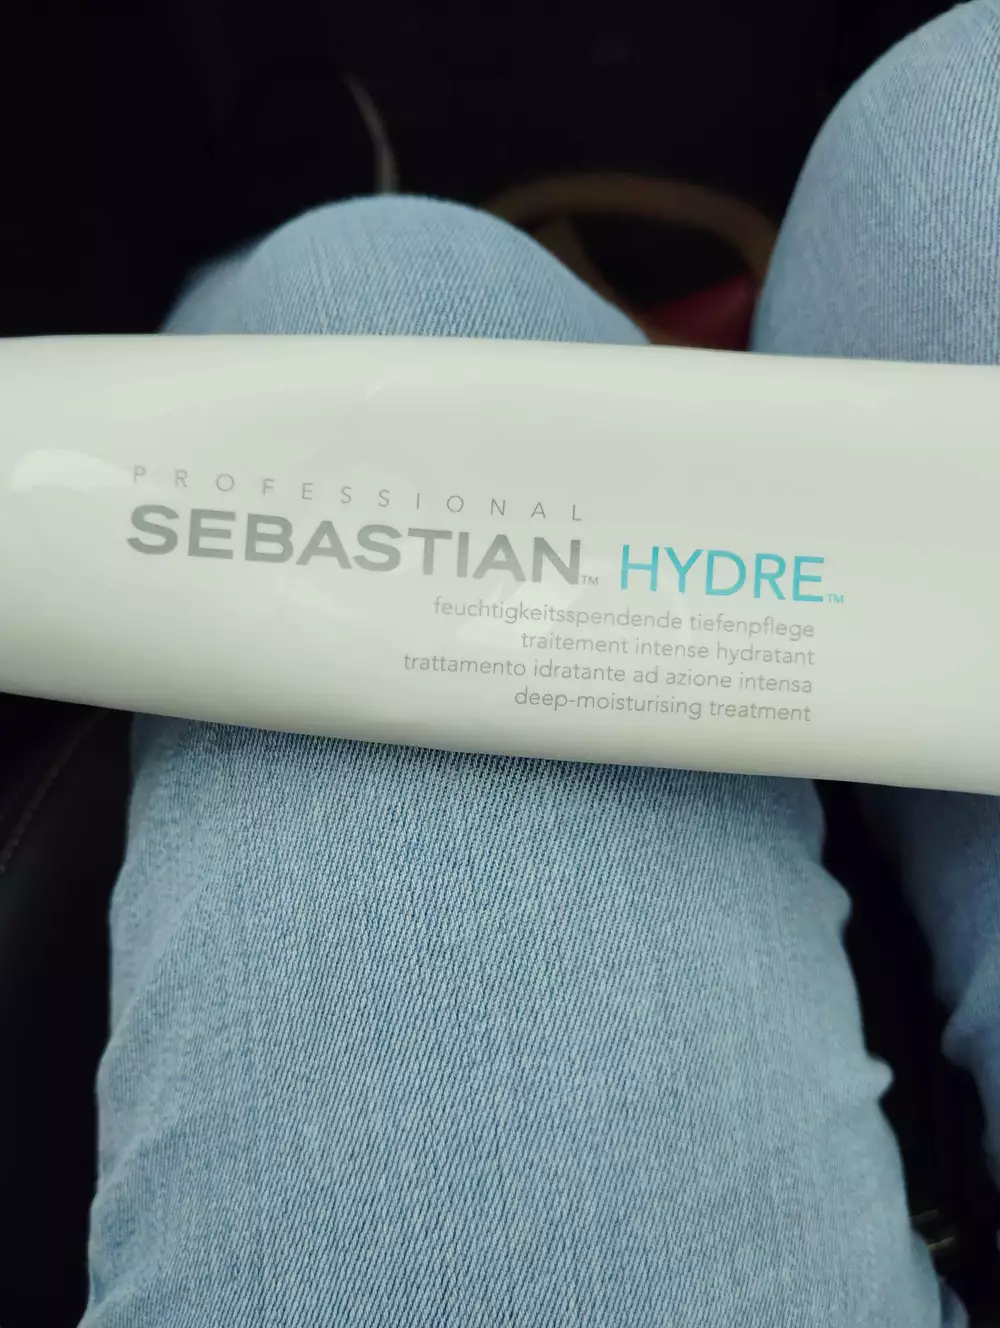 PROFESSIONAL
SEBASTIAN™ HYDRE™
feuchtigkeitsspendende tiefenpflege
traitement intense hydratant
trattamento idratante ad azione intensa
deep-moisturising treatment